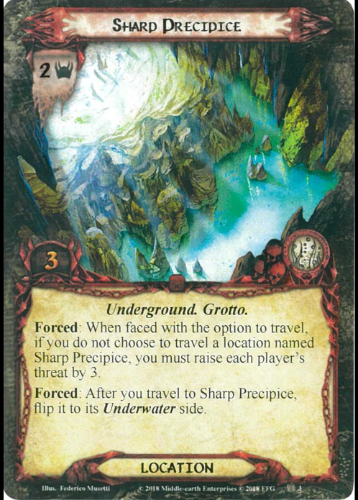 Sharp Precipice
2
3
Underground. Grotto.
Forced: When faced with the option to travel,
if you do not choose to travel a location named
Sharp Precipice, you must raise each player's
threat by 3.
Forced: After you travel to Sharp Precipice,
flip it to its Underwater side.
LOCATION
Illus. Federico Musetti © 2018 Middle-earth Enterprises © 2018 FFG